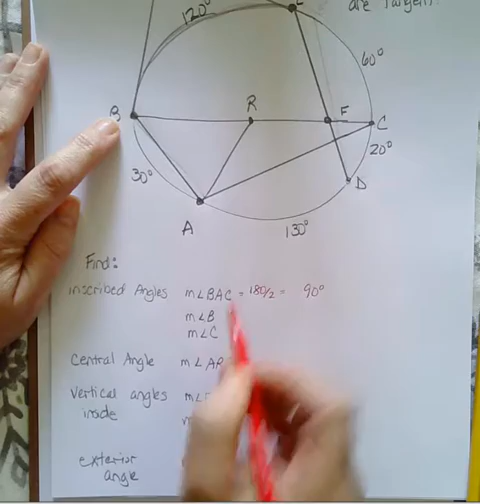 are Tangent
120°
E
60°
B
R
F
C
20°
30°
D
A
130°
Find:
inscribed Angles m∠BAC = 180/2 = 90°
m∠B
m∠C
Central Angle
Vertical angles
inside
exterior
angle